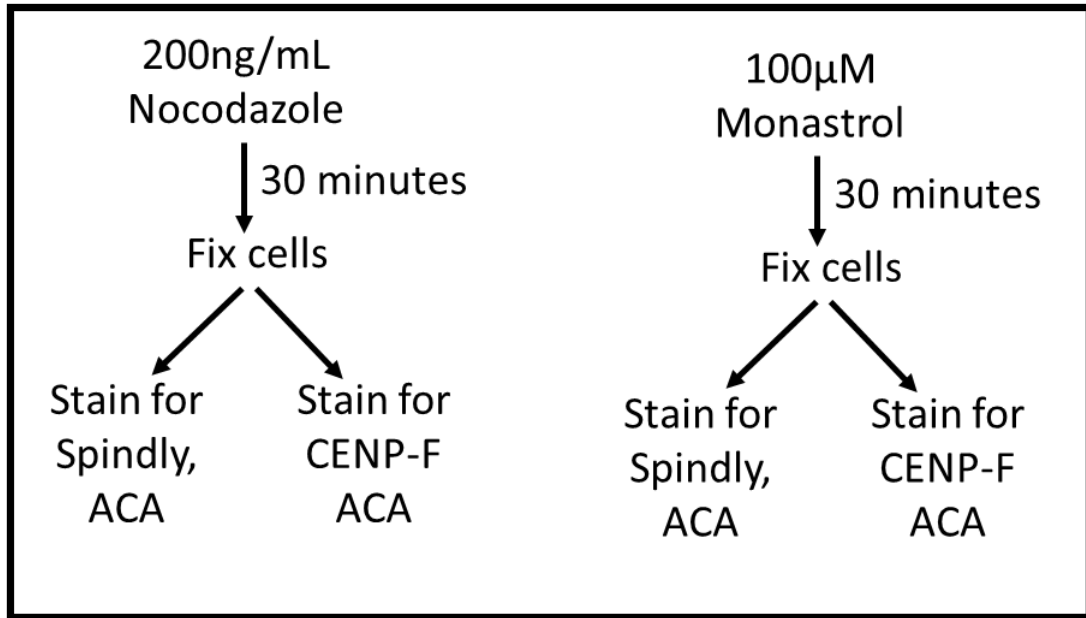 200ng/mL
Nocodazole
30 minutes
Fix cells
Stain for
Spindly,
ACA
Stain for
CENP-F
ACA
100µM
Monastrol
30 minutes
Fix cells
Stain for
Spindly,
ACA
Stain for
CENP-F
ACA